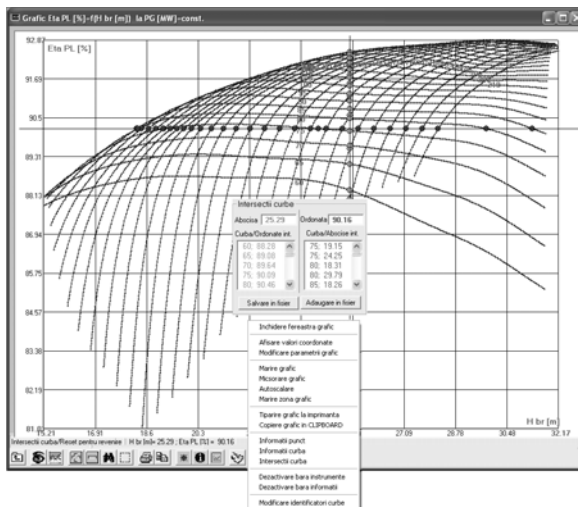 Grafic Eta PL [%]-f(H br [m]) la PG [MW]-const.
92.82
Eta PL [%]
91.69
90.5
89.31
88.13
86.94
85.75
84.57
83.38
82.19
Intersectii curbe
Abscisa 25.29 Ordonata 90.16
Curba/Ordonate int. Curba/Abscise int.
60; 88.28 75; 19.15
65; 89.08 75; 24.25
70; 89.64 80; 18.31
75; 90.09 80; 29.79
80; 90.46 85; 18.26
Salvare in fisier Adaugare in fisier
Inchidere fereastra grafic
Afisare valori coordonate
Modificare parametrii grafic
Marire grafic
Micsorare grafic
Autoscalare
Marire zona grafic
Tiparire grafic la imprimanta
Copiere grafic in CLIPBOARD
Informatii punct
Informatii curba
Intersectii curba
Dezactivare bara instrumente
Dezactivare bara informatii
Modificare identificatori curbe
H br [m]
15.21 16.91 18.6 20.3 27.09 28.78 30.48 32.17
Intersectii curba/Reset pentru revenire H br [m]= 25.29 ; Eta PL [%] = 90.16